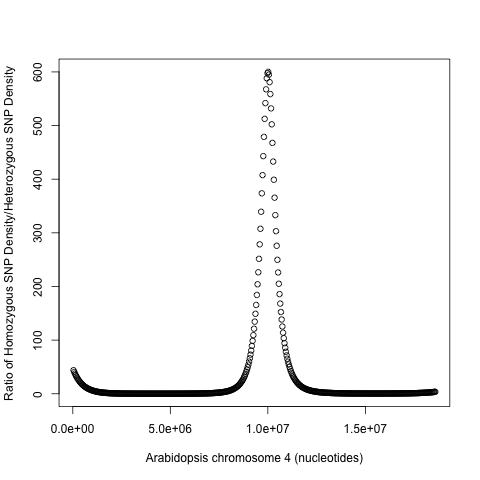 Ratio of Homozygous SNP Density/Heterozygous SNP Density
600
500
400
300
200
100
0
0.0e+00 5.0e+06 1.0e+07 1.5e+07
Arabidopsis chromosome 4 (nucleotides)